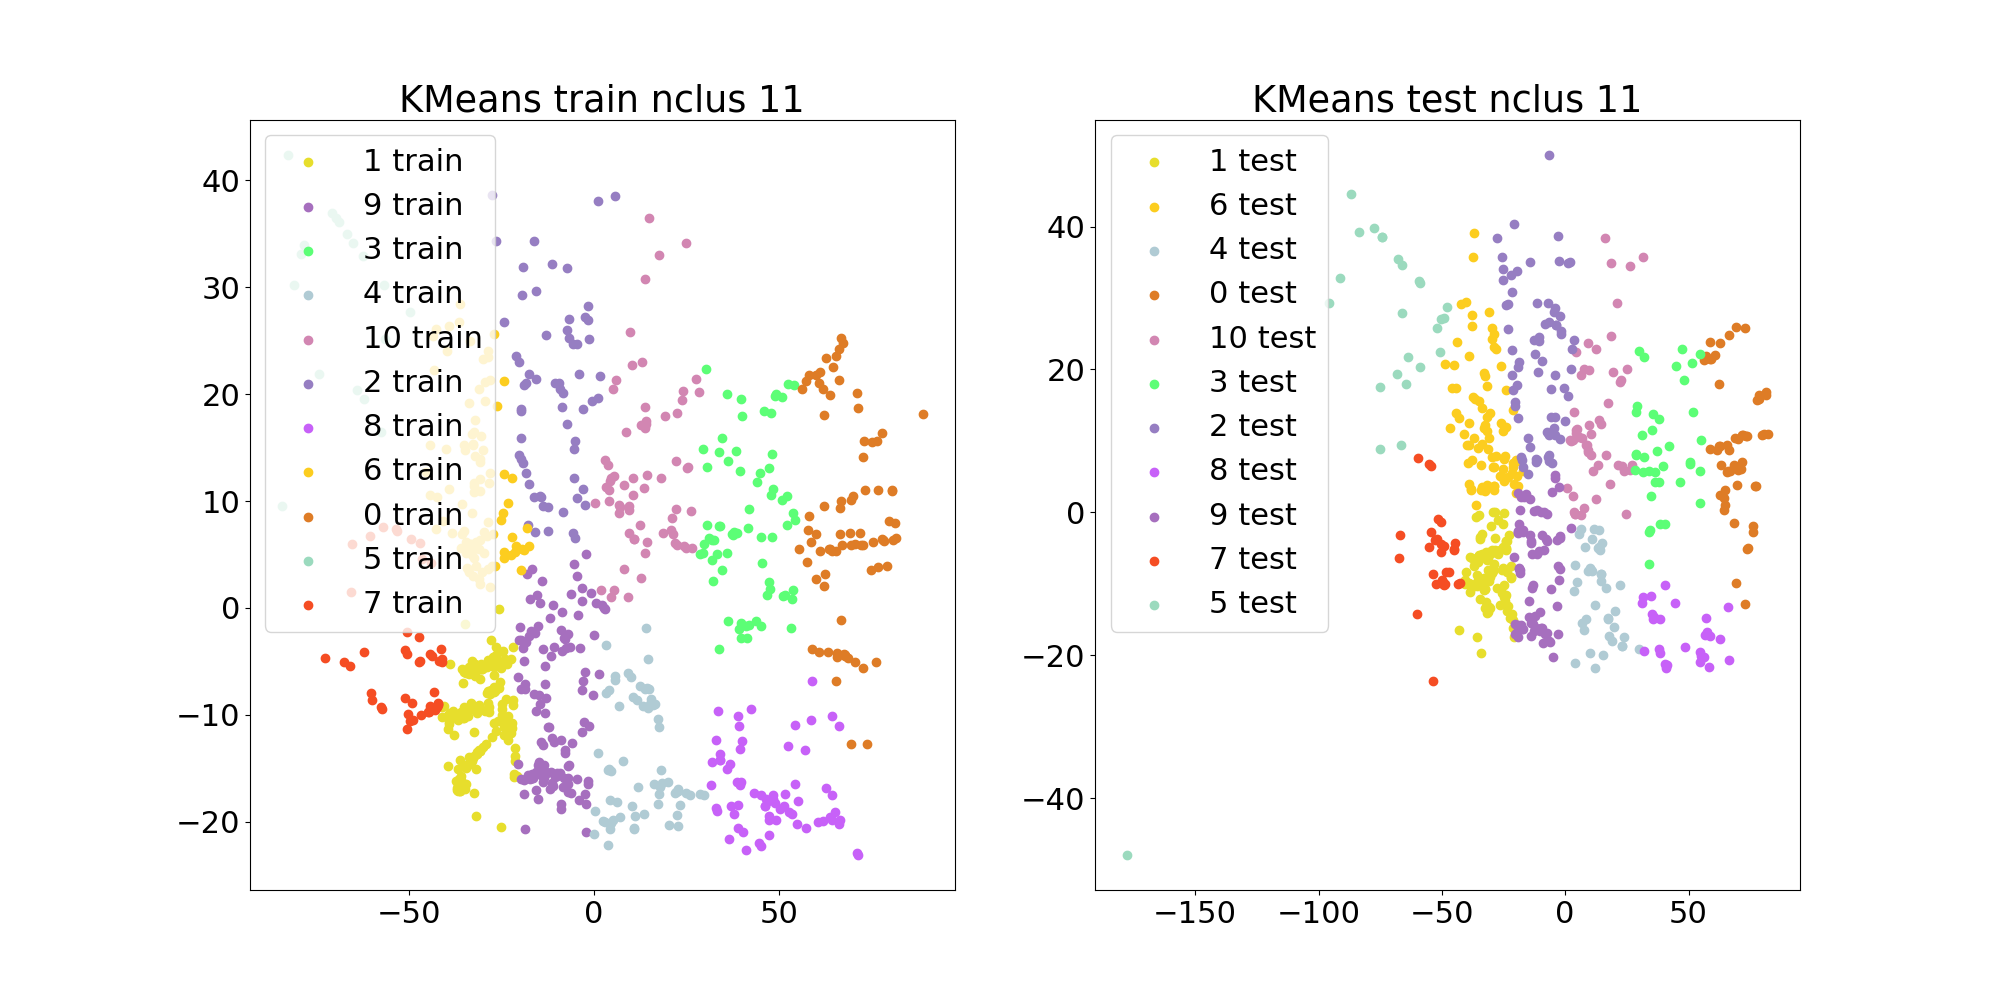 KMeans train nclus 11
1 train
9 train
3 train
4 train
10 train
2 train
8 train
6 train
0 train
5 train
7 train
40
30
20
10
0
−10
−20
−50
0
50
KMeans test nclus 11
1 test
6 test
4 test
0 test
10 test
3 test
2 test
8 test
9 test
7 test
5 test
40
20
0
−20
−40
−150
−100
−50
0
50